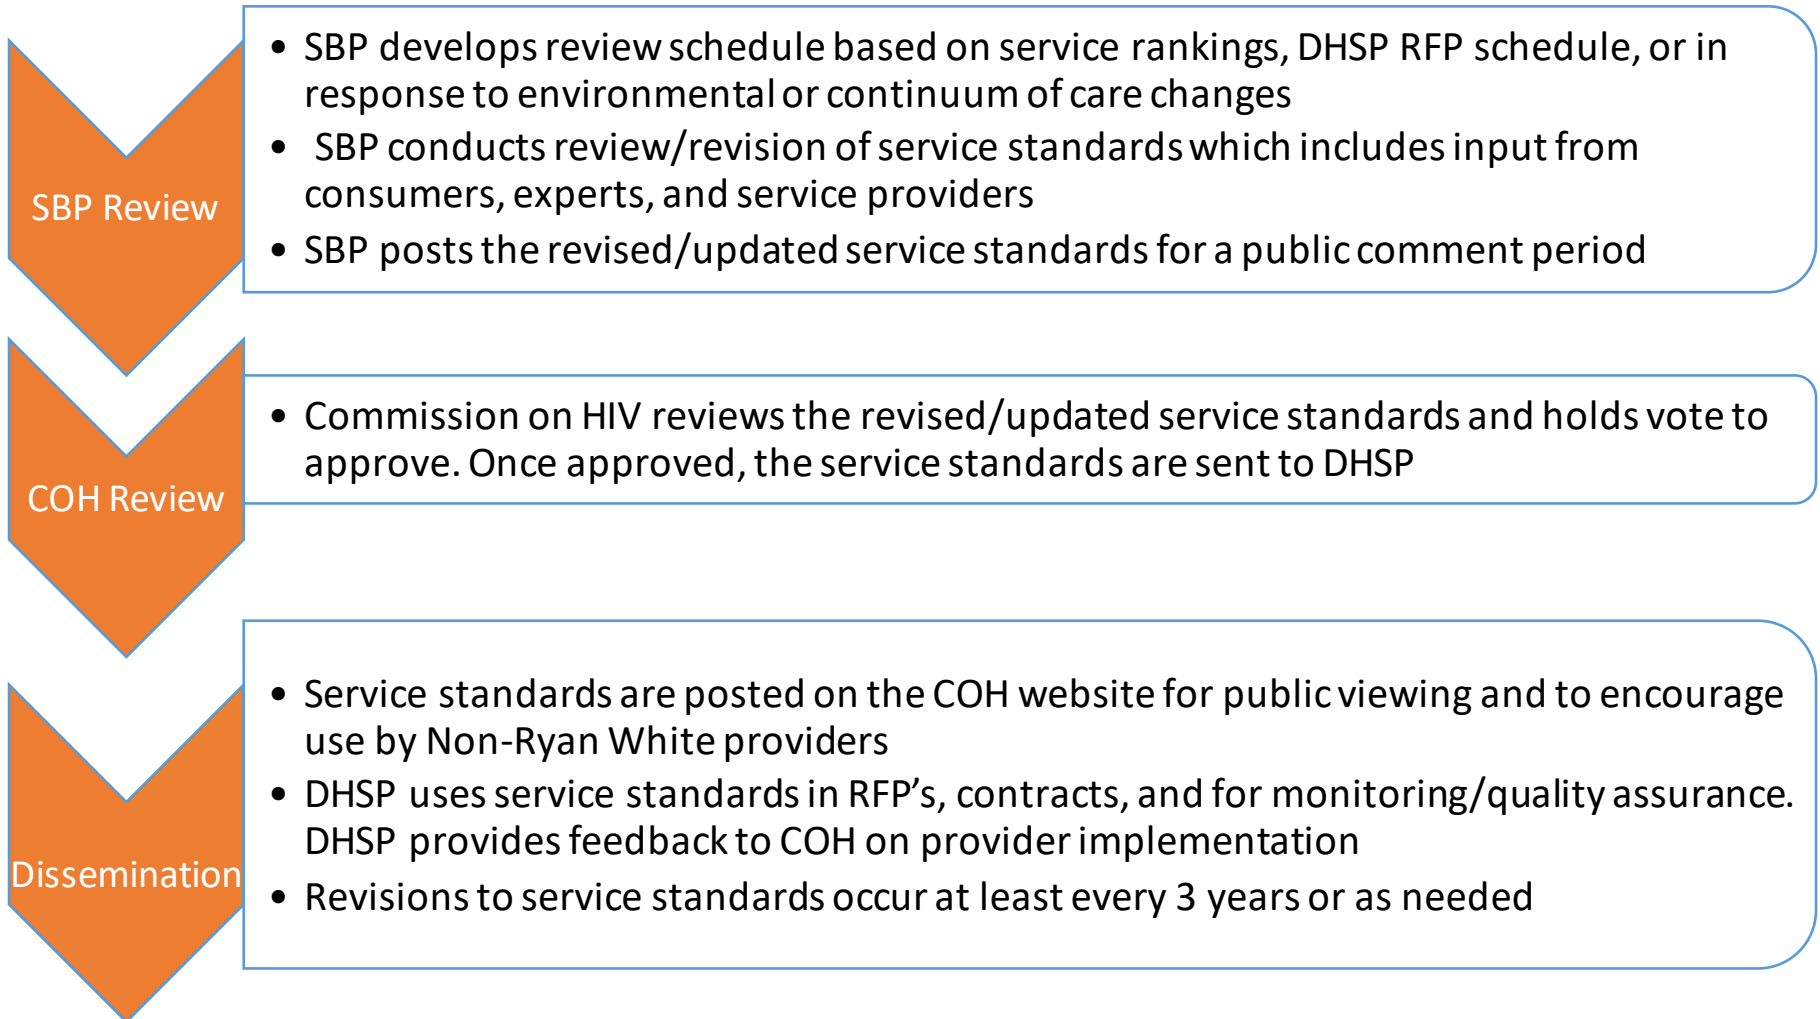 SBP Review
• SBP develops review schedule based on service rankings, DHSP RFP schedule, or in
response to environmental or continuum of care changes
• SBP conducts review/revision of service standards which includes input from
consumers, experts, and service providers
• SBP posts the revised/updated service standards for a public comment period
COH Review
• Commission on HIV reviews the revised/updated service standards and holds vote to
approve. Once approved, the service standards are sent to DHSP
Dissemination
• Service standards are posted on the COH website for public viewing and to encourage
use by Non-Ryan White providers
• DHSP uses service standards in RFP’s, contracts, and for monitoring/quality assurance.
DHSP provides feedback to COH on provider implementation
• Revisions to service standards occur at least every 3 years or as needed